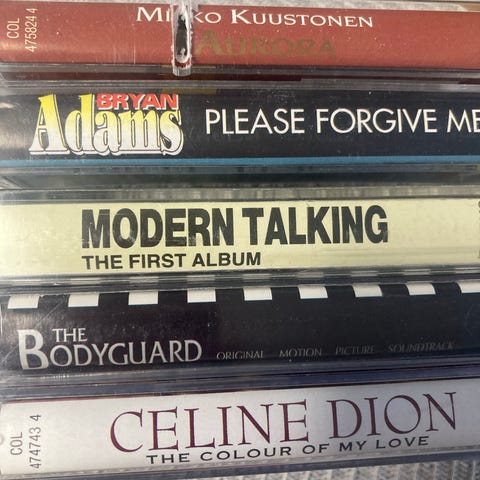 COL
475824 4
MIKKO KUUSTONEN
AURORA
BRYAN
Adams
PLEASE FORGIVE ME
MODERN TALKING
THE FIRST ALBUM
THE
BODYGUARD
ORIGINAL MOTION PICTURE SOUNDTRACK
COL
474743 4
CELINE DION
THE COLOUR OF MY LOVE